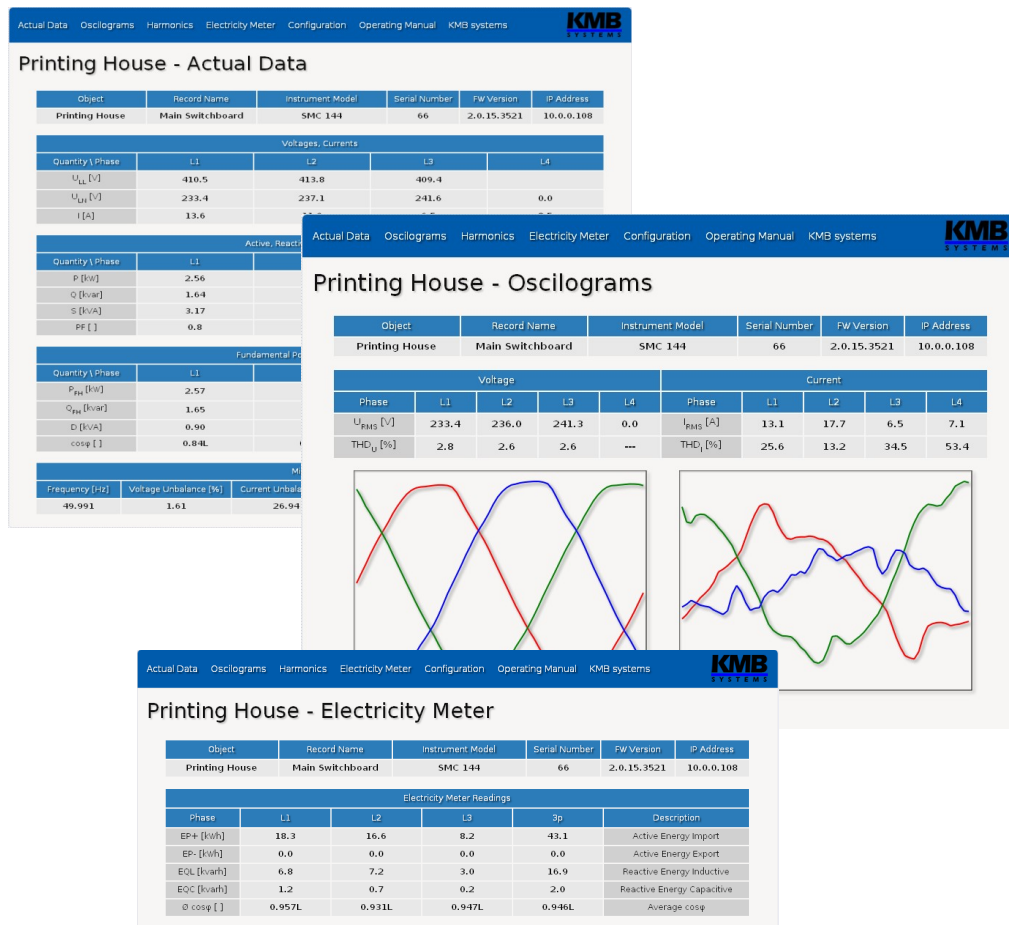 Actual Data Oscilograms Harmonics Electricity Meter Configuration Operating Manual KMB systems KMB
SYSTEMS
Printing House - Actual Data
Object Record Name Instrument Model Serial Number FW Version IP Address
Printing House Main Switchboard SMC 144 66 2.0.15.3521 10.0.0.108
Voltages, Currents
Quantity \ Phase L1 L2 L3 L4
ULL [V] 410.5 413.8 409.4
ULN [V] 233.4 237.1 241.6 0.0
I [A] 13.6
Active,
Quantity \ Phase L1
P [kW] 2.56
Q [kvar] 1.64
S [kVA] 3.17
PF [ ] 0.8
Fundamental
Quantity \ Phase L1
PFH [kW] 2.57
QFH [kvar] 1.65
D [kVA] 0.90
cosφ [ ] 0.84L
Frequency [Hz] Voltage Unbalance [%] Current
49.991 1.61 26.94
Actual Data Oscilograms Harmonics Electricity Meter Configuration Operating Manual KMB systems KMB
SYSTEMS
Printing House - Oscilograms
Object Record Name Instrument Model Serial Number FW Version IP Address
Printing House Main Switchboard SMC 144 66 2.0.15.3521 10.0.0.108
Voltage Current
Phase L1 L2 L3 L4 Phase L1 L2 L3 L4
URMS [V] 233.4 236.0 241.3 0.0 IRMS [A] 13.1 17.7 6.5 7.1
THDU [%] 2.8 2.6 2.6 --- THDI [%] 25.6 13.2 34.5 53.4
Actual Data Oscilograms Harmonics Electricity Meter Configuration Operating Manual KMB systems KMB
SYSTEMS
Printing House - Electricity Meter
Object Record Name Instrument Model Serial Number FW Version IP Address
Printing House Main Switchboard SMC 144 66 2.0.15.3521 10.0.0.108
Electricity Meter Readings
Phase L1 L2 L3 3p Description
EP+ [kWh] 18.3 16.6 8.2 43.1 Active Energy Import
EP- [kWh] 0.0 0.0 0.0 0.0 Active Energy Export
EQL [kvarh] 6.8 7.2 3.0 16.9 Reactive Energy Inductive
EQC [kvarh] 1.2 0.7 0.2 2.0 Reactive Energy Capacitive
Ø cosφ [ ] 0.957L 0.931L 0.947L 0.946L Average cosφ